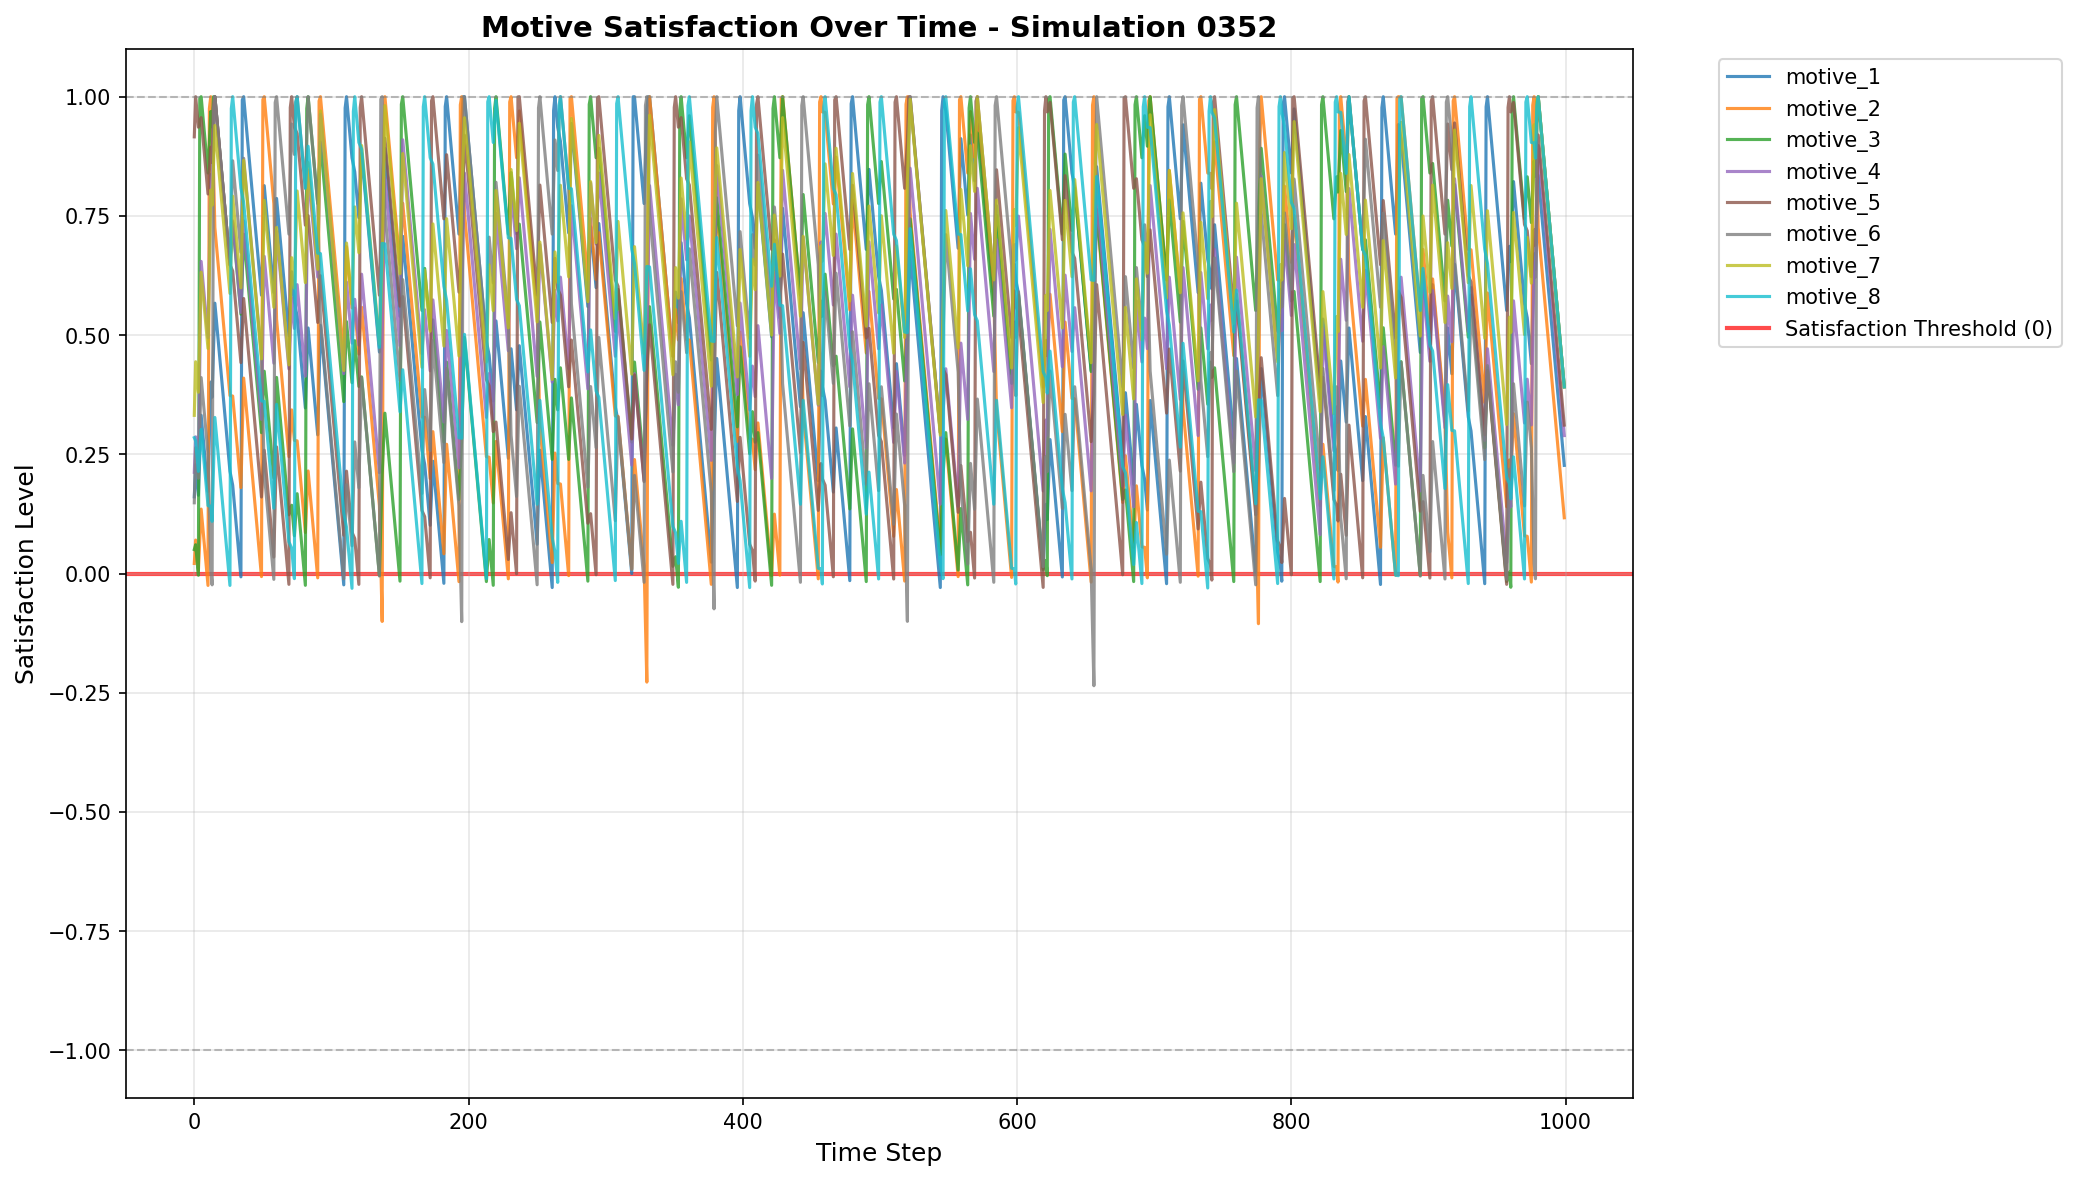 Motive Satisfaction Over Time - Simulation 0352
1.00
0.75
0.50
0.25
0.00
−0.25
−0.50
−0.75
−1.00
Satisfaction Level
0
200
400
600
800
1000
Time Step
motive_1
motive_2
motive_3
motive_4
motive_5
motive_6
motive_7
motive_8
Satisfaction Threshold (0)